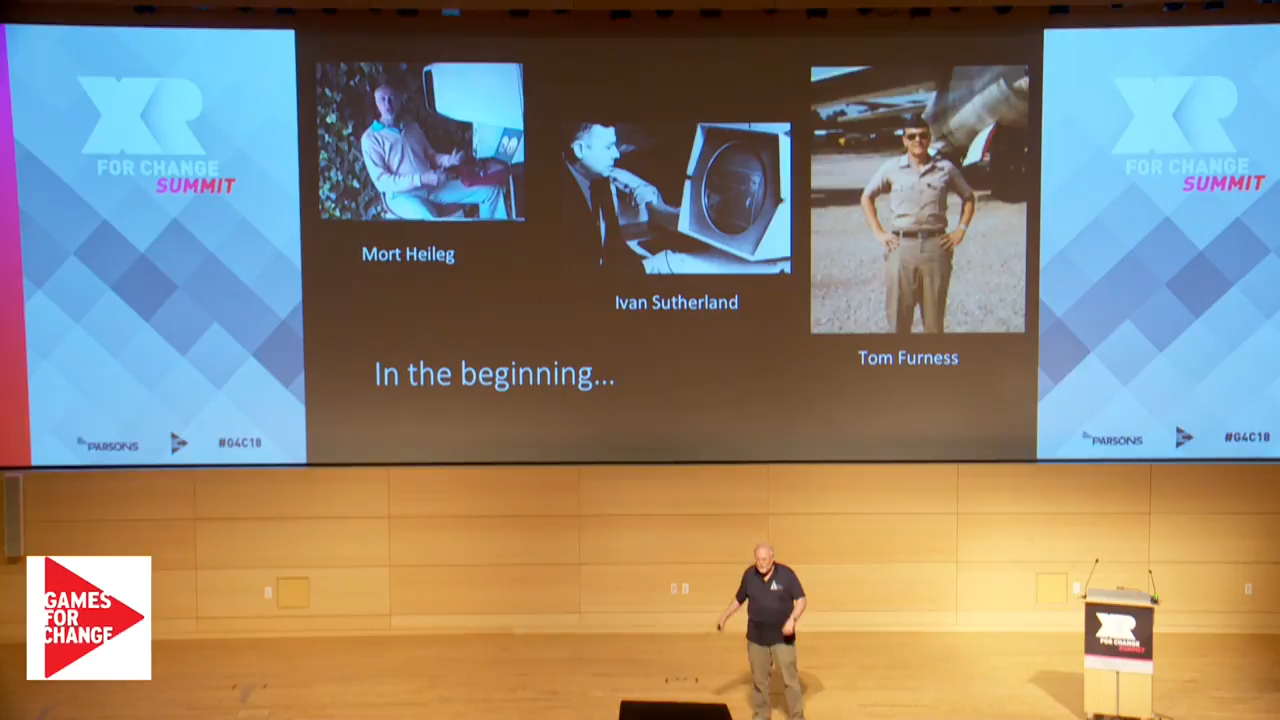 XR
FOR CHANGE
SUMMIT
PARSONS
#G4C18
Mort Heileg
Ivan Sutherland
Tom Furness
In the beginning...
XR
FOR CHANGE
SUMMIT
PARSONS
#G4C18
GAMES
FOR
CHANGE
XR
FOR CHANGE
SUMMIT